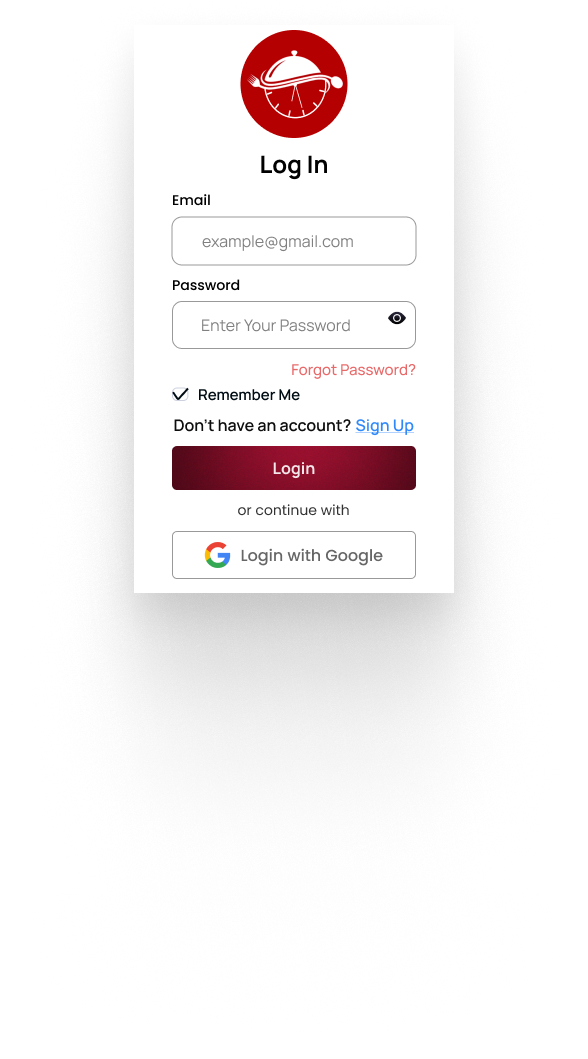 Log In
Email
example@gmail.com
Password
Enter Your Password
Forgot Password?
Remember Me
Don't have an account? Sign Up
Login
or continue with
Login with Google